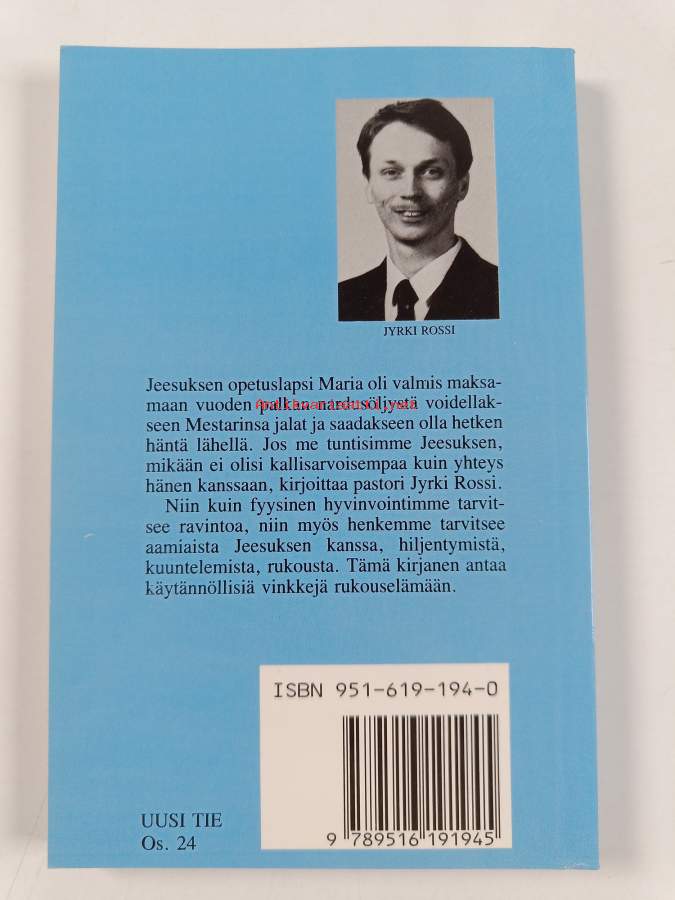 JYRKI ROSSI
Jeesuksen opetuslapsi Maria oli valmis maksa-
maan vuoden palkan nardusöljystä voidellak-
seen Mestarinsa jalat ja saadakseen olla hetken
häntä lähellä. Jos me tuntisimme Jeesuksen,
mikään ei olisi kallisarvoisempaa kuin yhteys
hänen kanssaan, kirjoittaa pastori Jyrki Rossi.
Niin kuin fyysinen hyvinvointimme tarvit-
see ravintoa, niin myös henkemme tarvitsee
aamiaista Jeesuksen kanssa, hiljentymistä,
kuuntelemista, rukousta. Tämä kirjanen antaa
käytännöllisiä vinkkejä rukouselämään.
ISBN 951-619-194-0
9 789516 191945
UUSI TIE
Os. 24